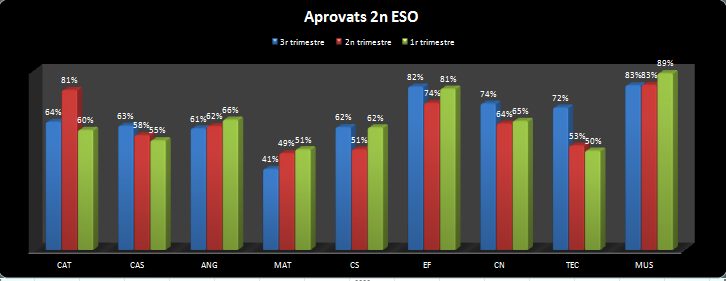 Aprovats 2n ESO
3r trimestre 2n trimestre 1r trimestre
64% 81% 60% 63% 58% 55% 61% 62% 66% 41% 49% 51% 62% 51% 62% 82% 74% 81% 74% 64% 65% 72% 53% 50% 83% 83% 89%
CAT CAS ANG MAT CS EF CN TEC MUS